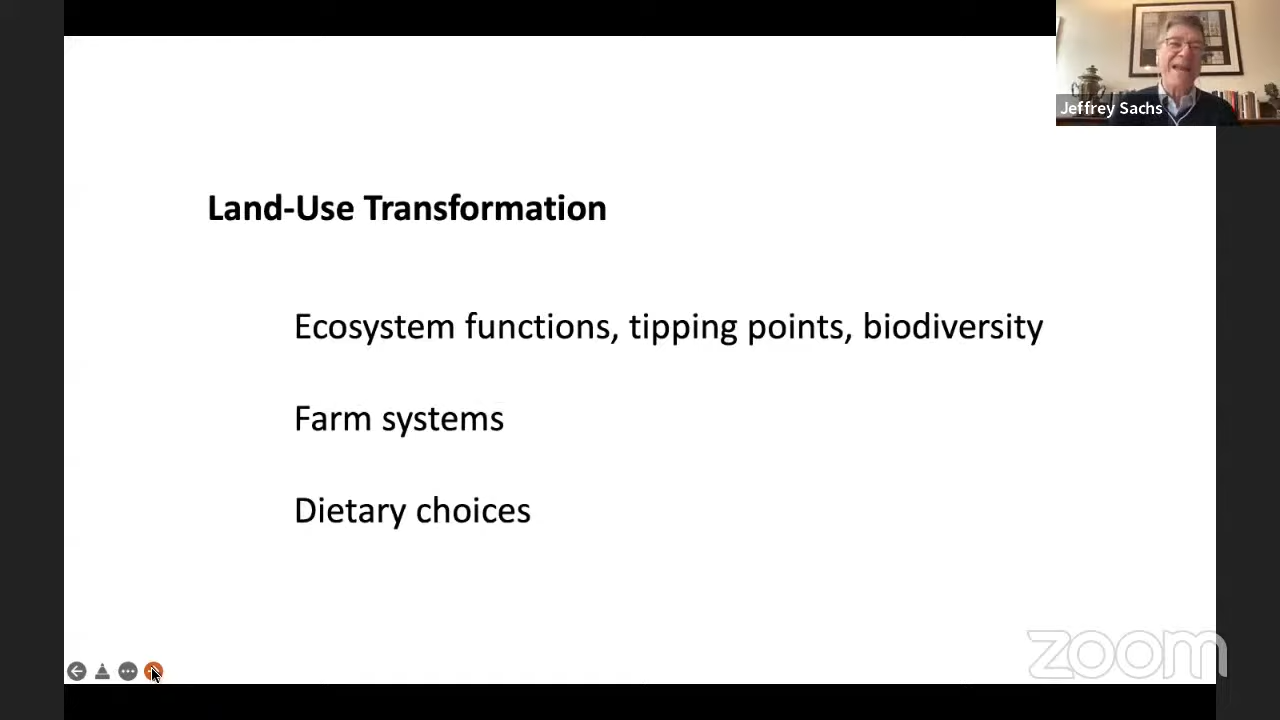 Jeffrey Sachs
Land-Use Transformation
Ecosystem functions, tipping points, biodiversity
Farm systems
Dietary choices
zoom